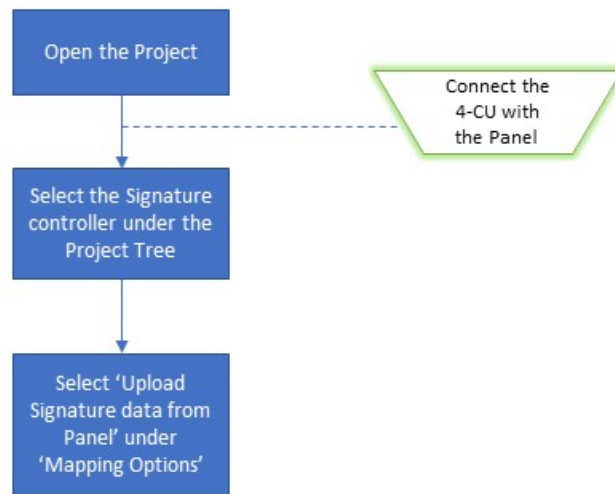 Open the Project
Connect the
4-CU with
the Panel
Select the Signature
controller under the
Project Tree
Select ‘Upload
Signature data from
Panel’ under
‘Mapping Options’